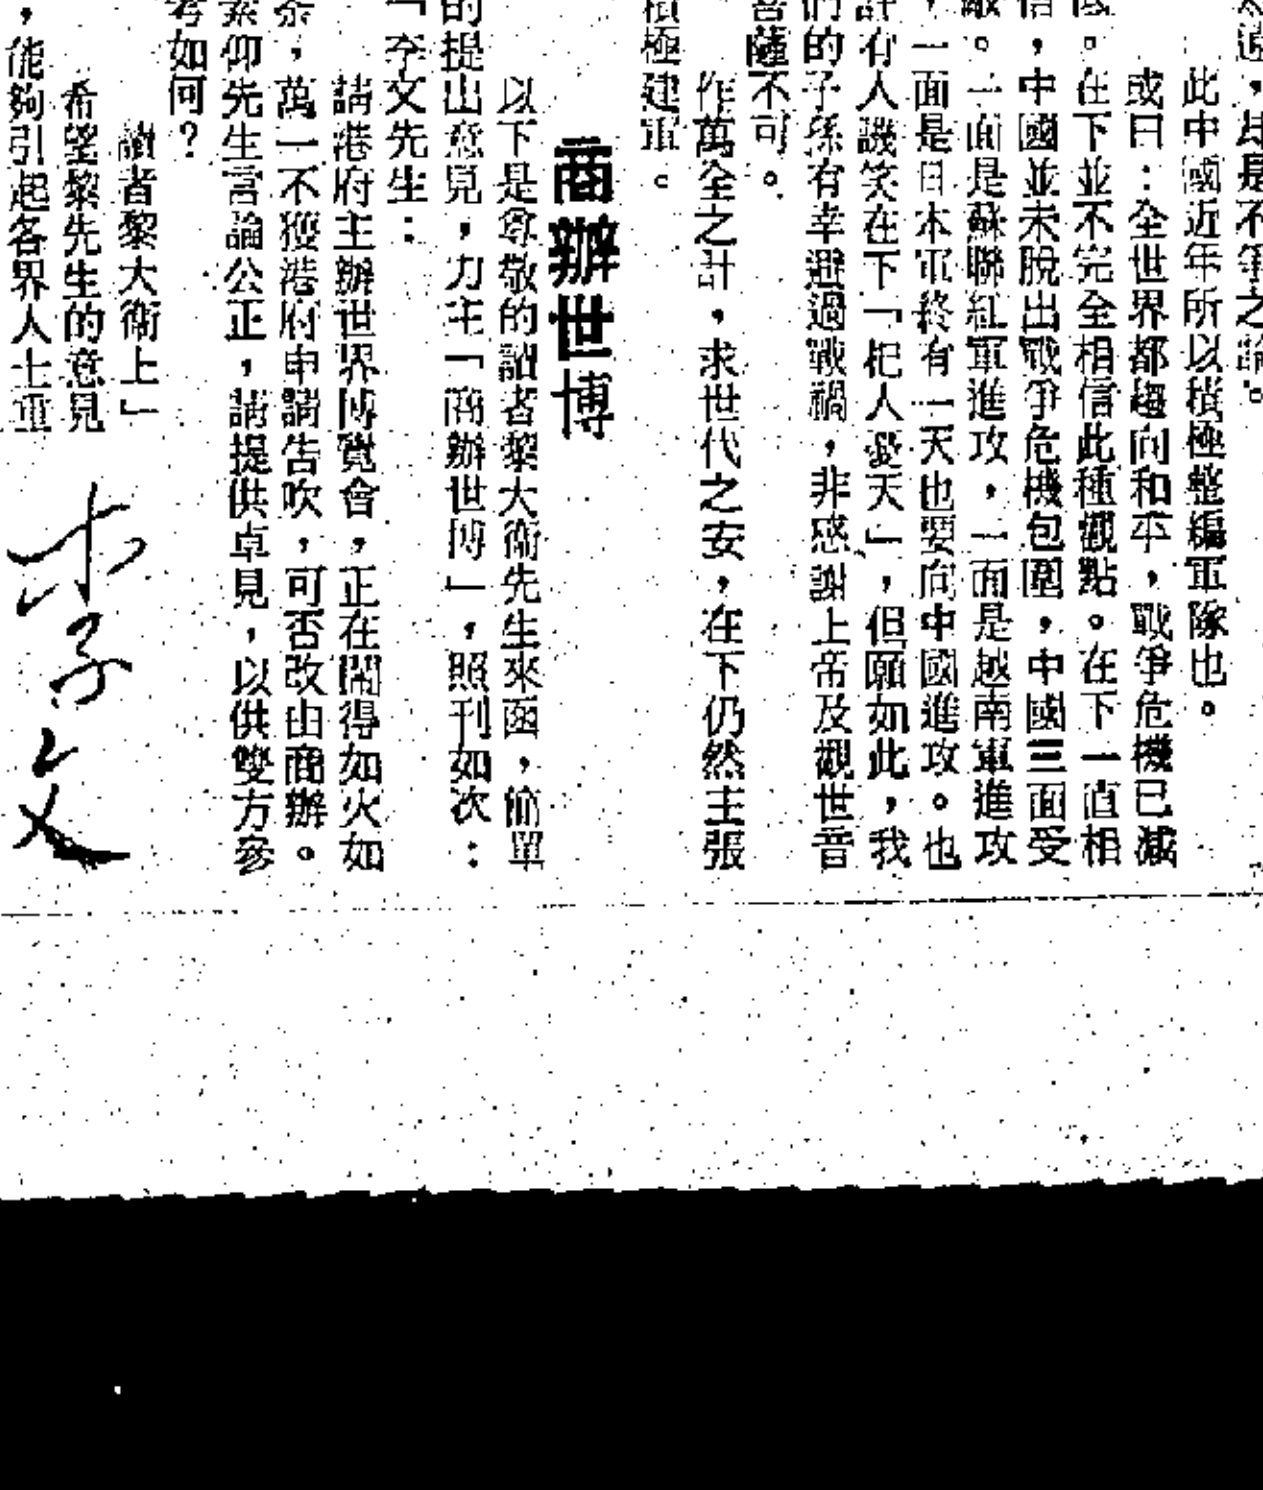 遠，是不爭之論。
此中國近年所以積極整編軍隊也。
或曰：全世界都趨向和平，戰爭危機已減
低。在下並不完全相信此種觀點。在下一直相
信，中國並未脫出戰爭危機包圍，中國三面受
敵。一面是蘇聯紅軍進攻，一面是越南軍進攻
，一面是日本軍終有一天也要向中國進攻。也
許有人譏笑在下「杞人憂天」，但願如此，我
們的子孫有幸避過戰禍，非感謝上帝及觀世音
菩薩不可。
作萬全之計，求世代之安，在下仍然主張
積極建軍。
商辦世博
以下是尊敬的讀者黎大衛先生來函，簡單
的提出意見，力主「商辦世博」，照刊如次：
「李文先生：
請港府主辦世界博覽會，正在鬧得如火如
荼，萬一不獲港府申請告吹，可否改由商辦。
素仰先生言論公正，請提供卓見，以供雙方參
考如何？
讀者黎大衛上」
希望黎先生的意見
，能夠引起各界人士重
李文